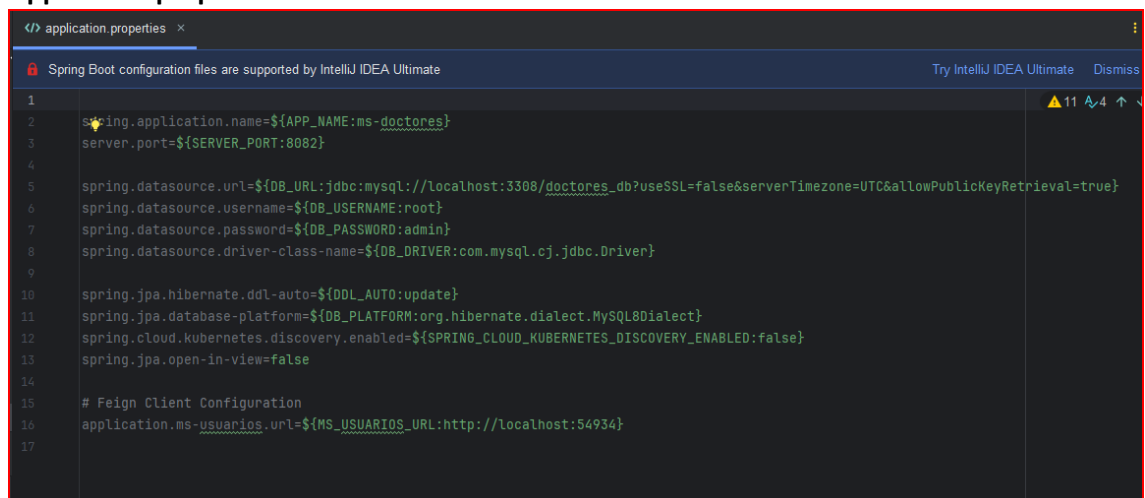 application.properties
Spring Boot configuration files are supported by IntelliJ IDEA Ultimate Try IntelliJ IDEA Ultimate Dismiss
1 11 4
2 spring.application.name=${APP_NAME:ms-doctores}
3 server.port=${SERVER_PORT:8082}
4
5 spring.datasource.url=${DB_URL:jdbc:mysql://localhost:3308/doctores_db?useSSL=false&serverTimezone=UTC&allowPublicKeyRetrieval=true}
6 spring.datasource.username=${DB_USERNAME:root}
7 spring.datasource.password=${DB_PASSWORD:admin}
8 spring.datasource.driver-class-name=${DB_DRIVER:com.mysql.cj.jdbc.Driver}
9
10 spring.jpa.hibernate.ddl-auto=${DDL_AUTO:update}
11 spring.jpa.database-platform=${DB_PLATFORM:org.hibernate.dialect.MySQL8Dialect}
12 spring.cloud.kubernetes.discovery.enabled=${SPRING_CLOUD_KUBERNETES_DISCOVERY_ENABLED:false}
13 spring.jpa.open-in-view=false
14
15 # Feign Client Configuration
16 application.ms-usuarios.url=${MS_USUARIOS_URL:http://localhost:54934}
17